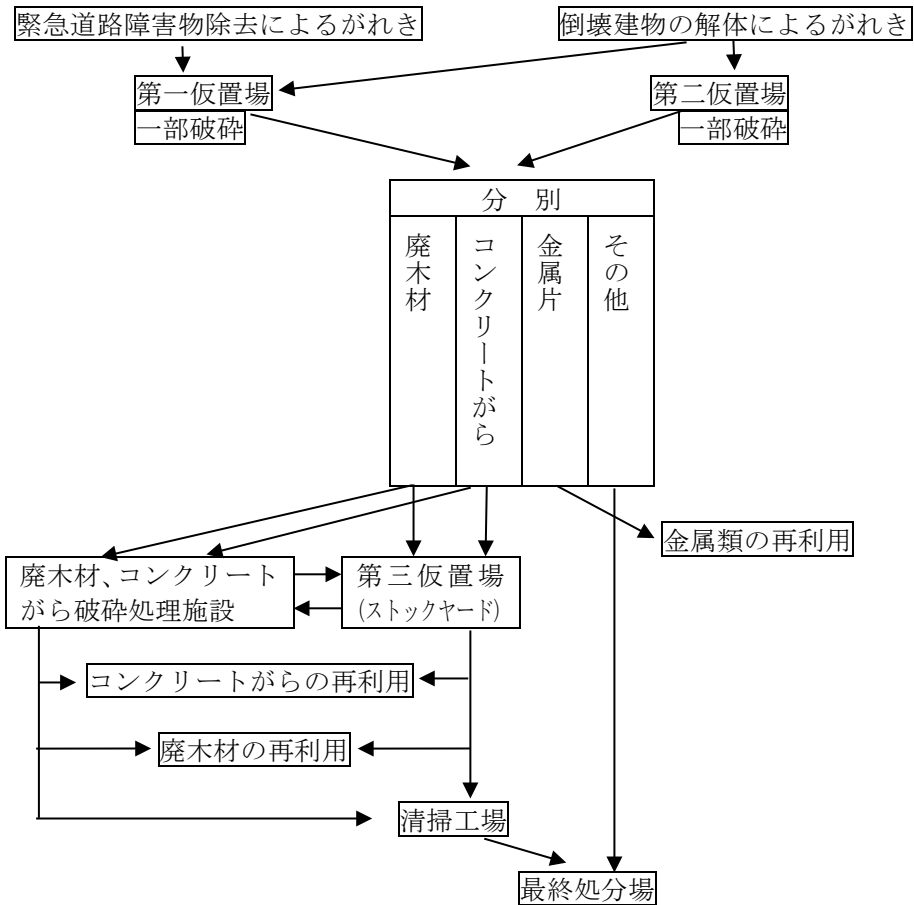 緊急道路障害物除去によるがれき
倒壊建物の解体によるがれき
第一仮置場
一部破砕
第二仮置場
一部破砕
分 別
廃木材
コンクリートがら
金属片
その他
金属類の再利用
廃木材、コンクリート
がら破砕処理施設
第三仮置場
(ストックヤード)
コンクリートがらの再利用
廃木材の再利用
清掃工場
最終処分場